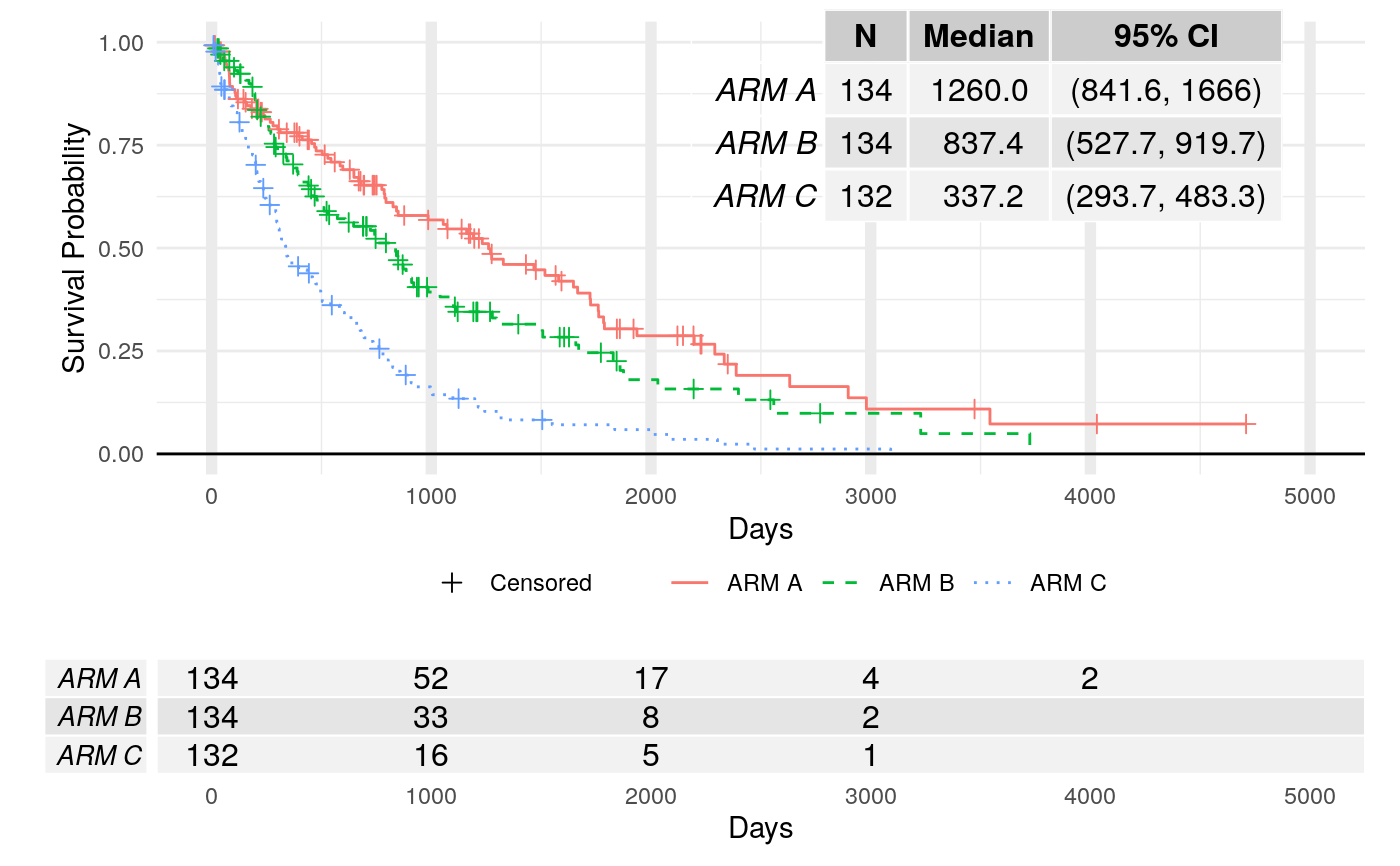 N Median 95% CI
ARM A 134 1260.0 (841.6, 1666)
ARM B 134 837.4 (527.7, 919.7)
ARM C 132 337.2 (293.7, 483.3)
Survival Probability
1.00
0.75
0.50
0.25
0.00
0 1000 2000 3000 4000 5000
Days
Censored ARM A ARM B ARM C
ARM A 134 52 17 4 2
ARM B 134 33 8 2
ARM C 132 16 5 1
0 1000 2000 3000 4000 5000
Days